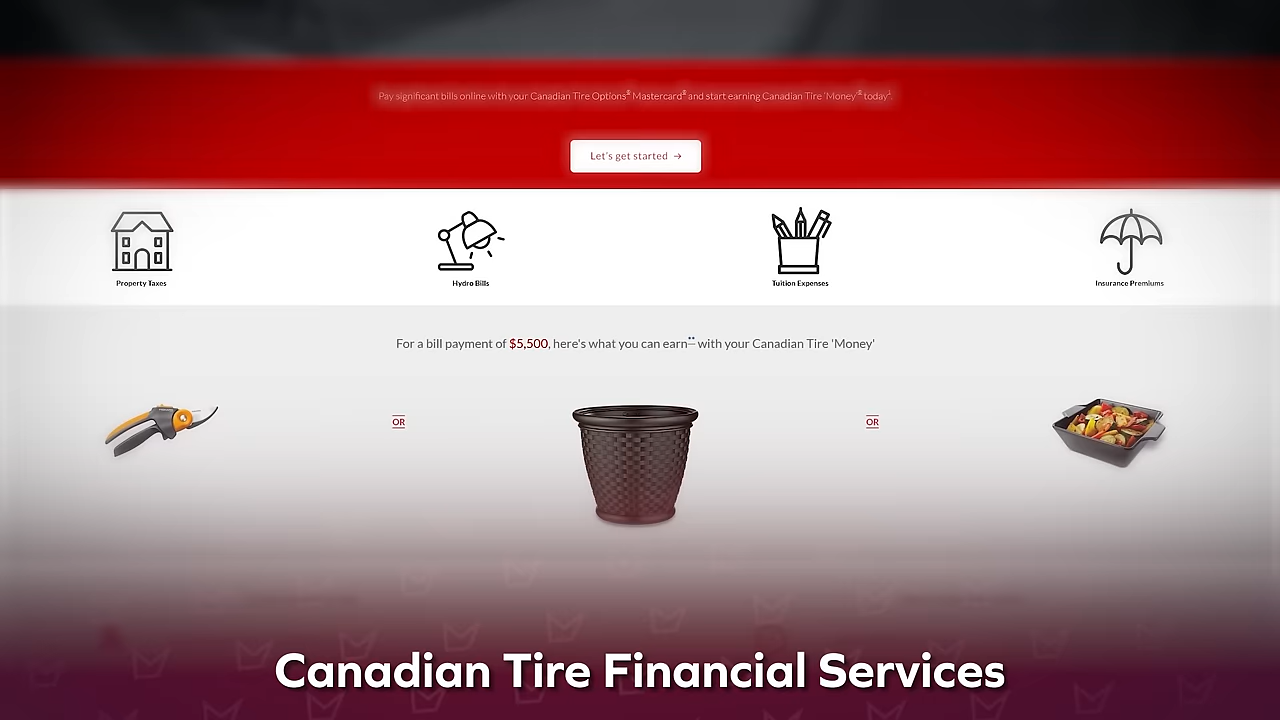 Pay significant bills online with your Canadian Tire Options® Mastercard® and start earning Canadian Tire 'Money'® today¹.
Let's get started →
Property Taxes
Hydro Bills
Tuition Expenses
Insurance Premiums
For a bill payment of $5,500, here's what you can earn** with your Canadian Tire 'Money'
OR
OR
Canadian Tire Financial Services